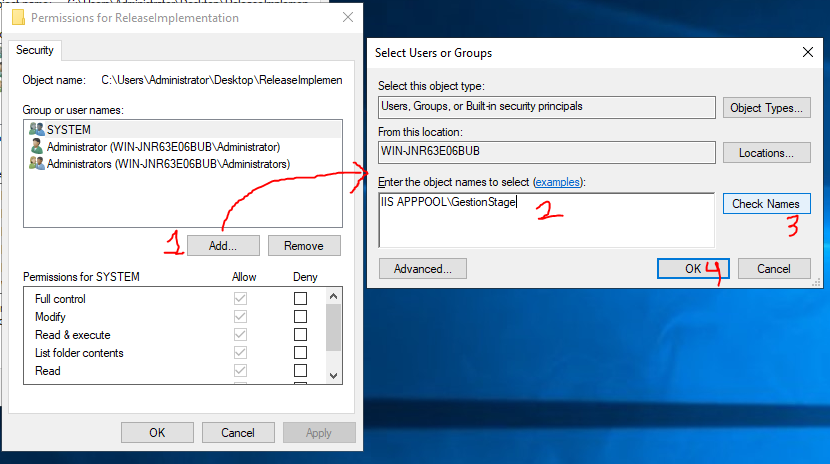 Permissions for ReleaseImplementation
Security
Object name: C:\Users\Administrator\Desktop\ReleaseImplemen
Group or user names:
SYSTEM
Administrator (WIN-JNR63E06BUB\Administrator)
Administrators (WIN-JNR63E06BUB\Administrators)
1
Add...
Remove
Permissions for SYSTEM Allow Deny
Full control
Modify
Read & execute
List folder contents
Read
OK
Cancel
Apply
Select Users or Groups
Select this object type:
Users, Groups, or Built-in security principals
Object Types...
From this location:
WIN-JNR63E06BUB
Locations...
Enter the object names to select (examples):
IIS APPPOOL\GestionStage
2
Check Names
3
Advanced...
OK
4
Cancel